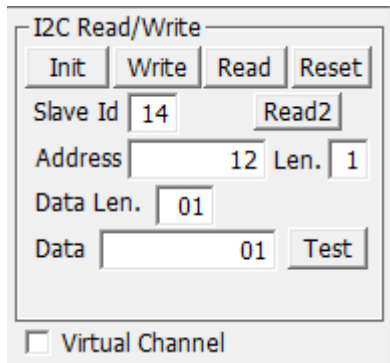 I2C Read/Write
Init Write Read Reset
Slave Id 14 Read2
Address 12 Len. 1
Data Len. 01
Data 01 Test
Virtual Channel